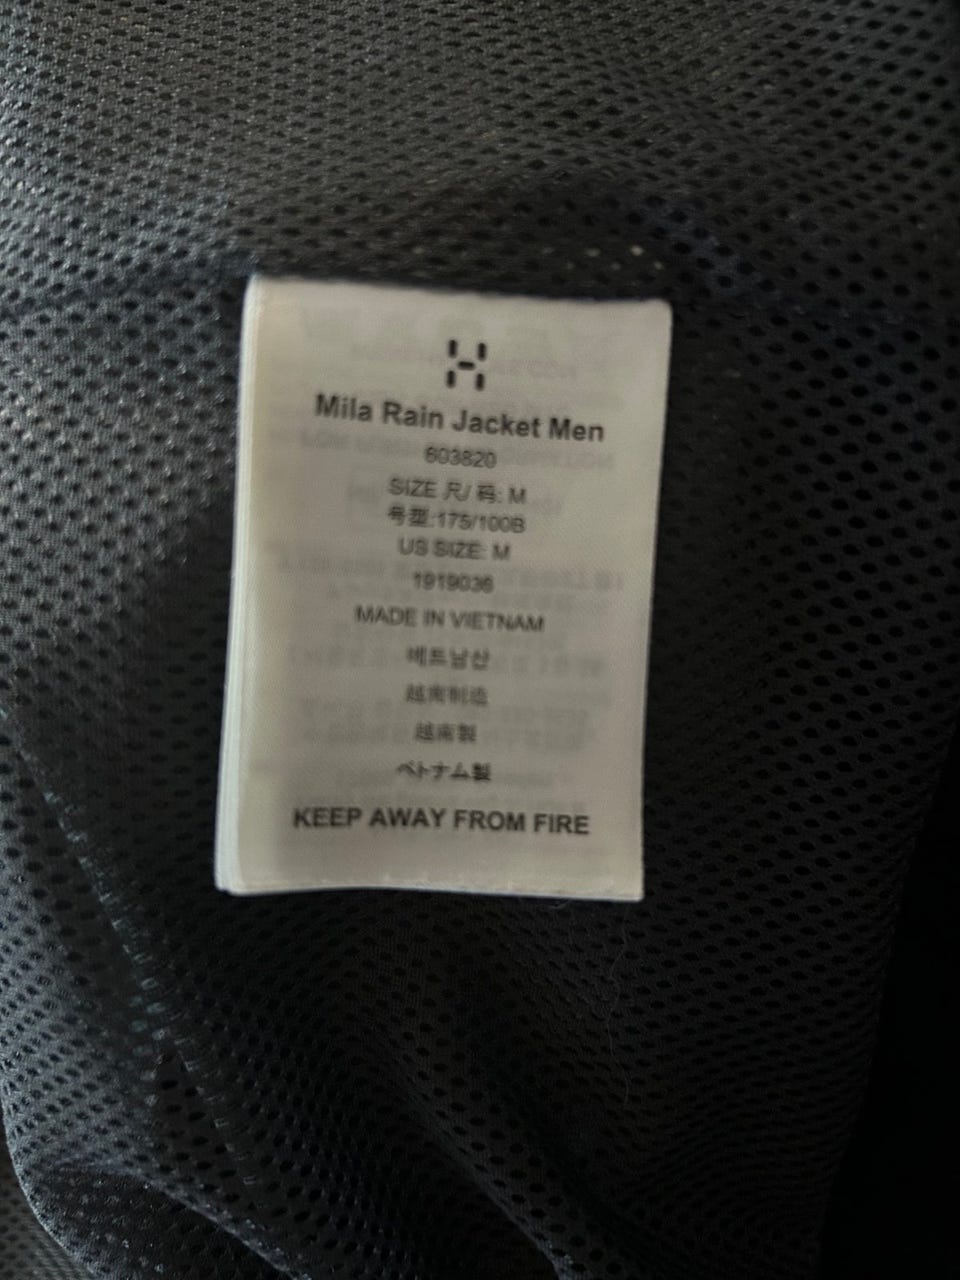 Mila Rain Jacket Men
603820
SIZE 尺/ 码: M
号型:175/100B
US SIZE: M
1919036
MADE IN VIETNAM
베트남산
越南制造
越南製
ベトナム製
KEEP AWAY FROM FIRE